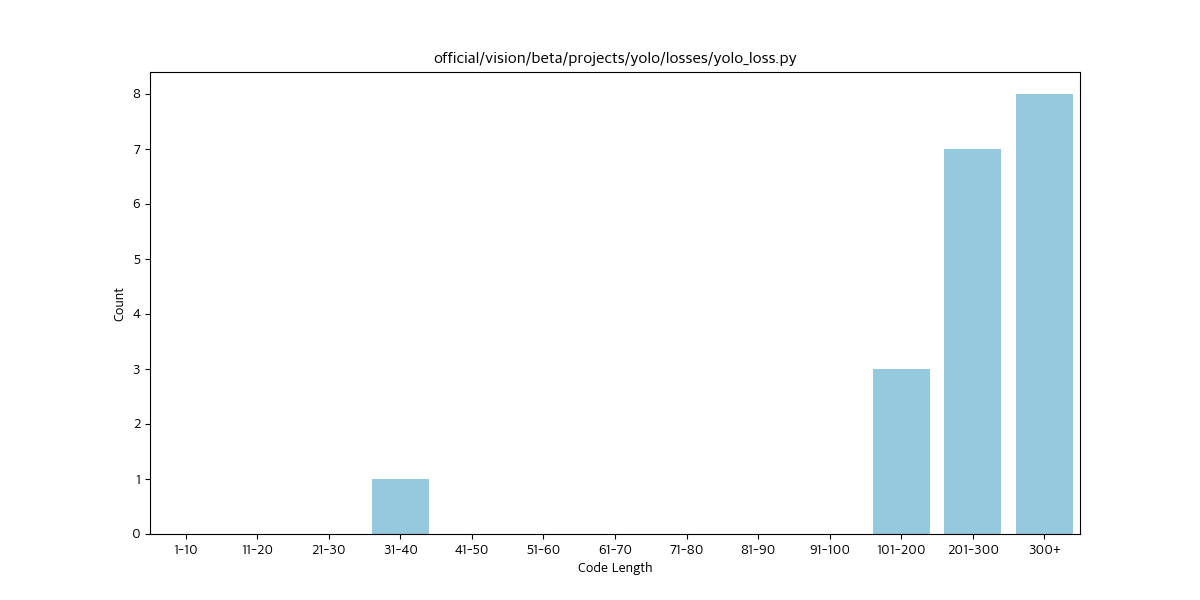 official/vision/beta/projects/yolo/losses/yolo_loss.py
8
7
6
5
4
3
2
1
0
Count
1-10 11-20 21-30 31-40 41-50 51-60 61-70 71-80 81-90 91-100 101-200 201-300 300+
Code Length